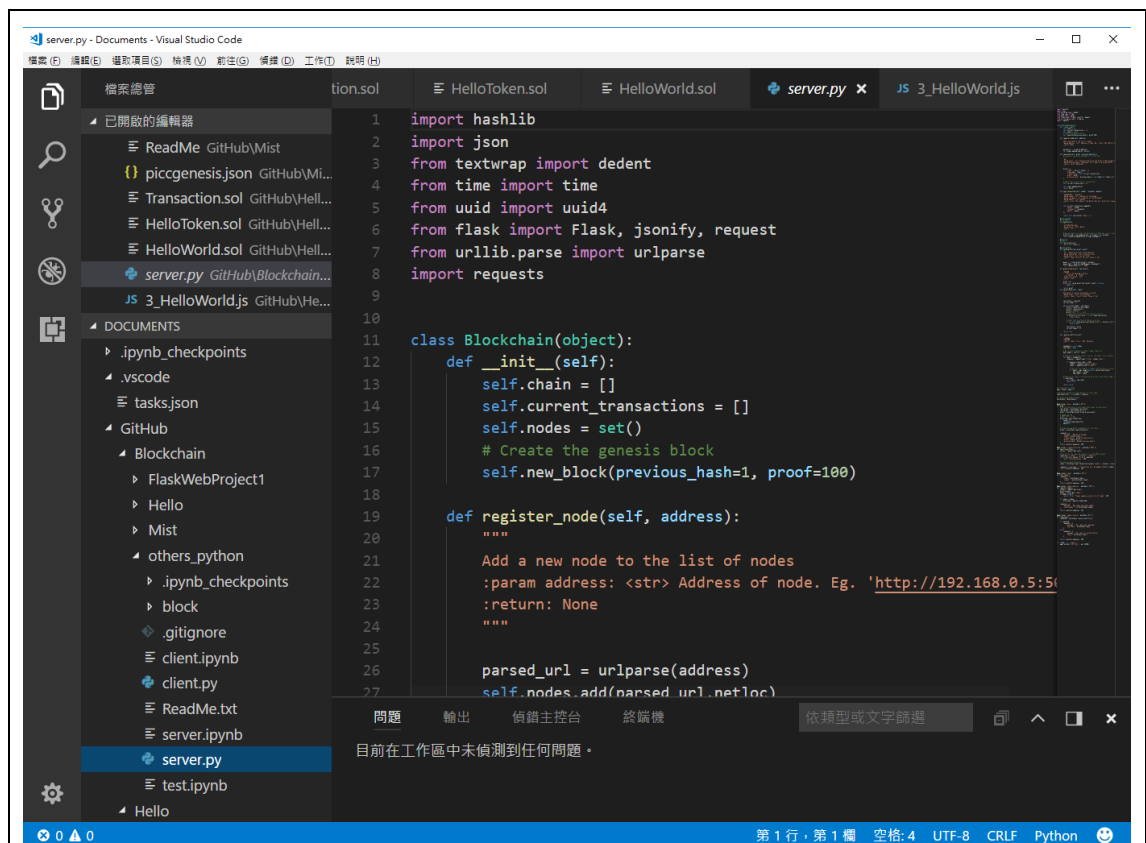 server.py - Documents - Visual Studio Code
檔案(F) 編輯(E) 選取項目(S) 檢視(V) 前往(G) 偵錯(D) 工作(T) 說明(H)
檔案總管
已開啟的編輯器
ReadMe GitHub\Mist
piccgenesis.json GitHub\Mi...
Transaction.sol GitHub\Hell...
HelloToken.sol GitHub\Hell...
HelloWorld.sol GitHub\Hell...
server.py GitHub\Blockchain...
JS 3_HelloWorld.js GitHub\He...
DOCUMENTS
.ipynb_checkpoints
.vscode
tasks.json
GitHub
Blockchain
FlaskWebProject1
Hello
Mist
others_python
.ipynb_checkpoints
block
.gitignore
client.ipynb
client.py
ReadMe.txt
server.ipynb
server.py
test.ipynb
Hello
tion.sol HelloToken.sol HelloWorld.sol server.py JS 3_HelloWorld.js
1 import hashlib
2 import json
3 from textwrap import dedent
4 from time import time
5 from uuid import uuid4
6 from flask import Flask, jsonify, request
7 from urllib.parse import urlparse
8 import requests
9
10
11 class Blockchain(object):
12 def __init__(self):
13 self.chain = []
14 self.current_transactions = []
15 self.nodes = set()
16 # Create the genesis block
17 self.new_block(previous_hash=1, proof=100)
18
19 def register_node(self, address):
20 """
21 Add a new node to the list of nodes
22 :param address: <str> Address of node. Eg. 'http://192.168.0.5:50
23 :return: None
24 """
25
26 parsed_url = urlparse(address)
27 self.nodes.add(parsed_url.netloc)
問題 輸出 偵錯主控台 終端機 依類型或文字篩選
目前在工作區中未偵測到任何問題。
0 0 第 1 行，第 1 欄 空格: 4 UTF-8 CRLF Python